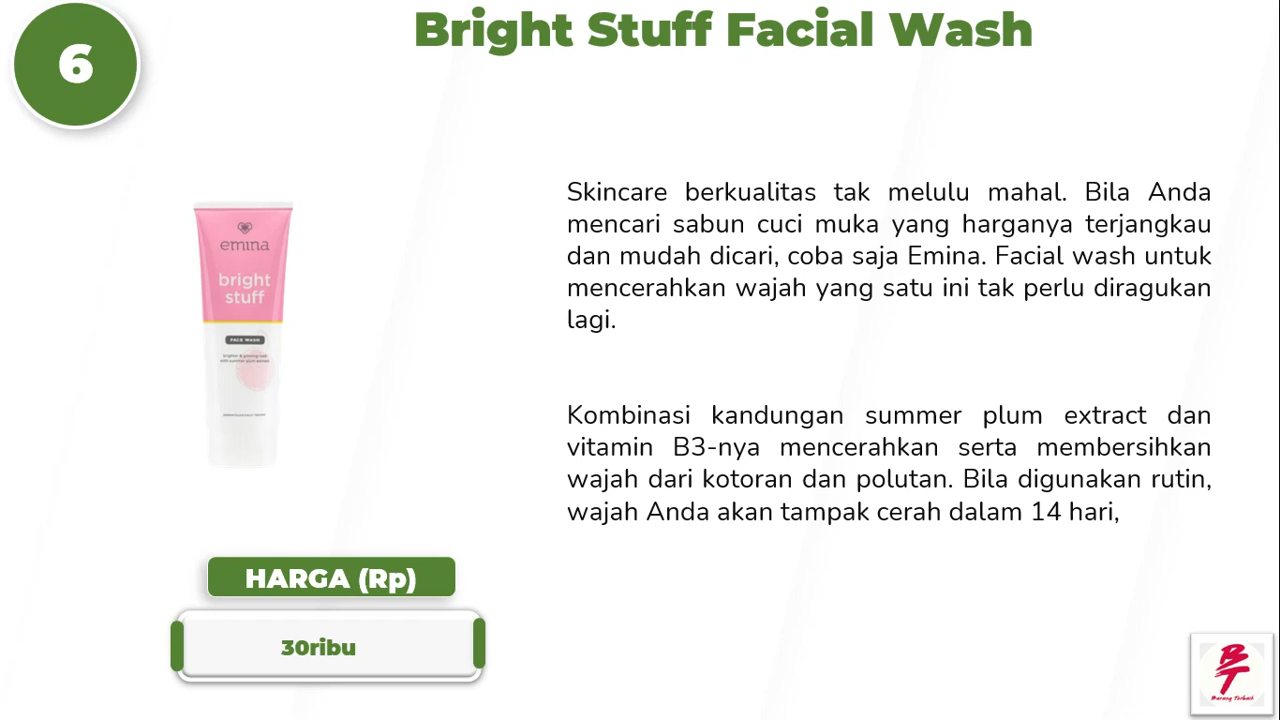 6
Bright Stuff Facial Wash
Skincare berkualitas tak melulu mahal. Bila Anda
mencari sabun cuci muka yang harganya terjangkau
dan mudah dicari, coba saja Emina. Facial wash untuk
mencerahkan wajah yang satu ini tak perlu diragukan
lagi.
Kombinasi kandungan summer plum extract dan
vitamin B3-nya mencerahkan serta membersihkan
wajah dari kotoran dan polutan. Bila digunakan rutin,
wajah Anda akan tampak cerah dalam 14 hari,
emina
bright
stuff
FACE WASH
HARGA (Rp)
30ribu
BT
Barang Terbaik